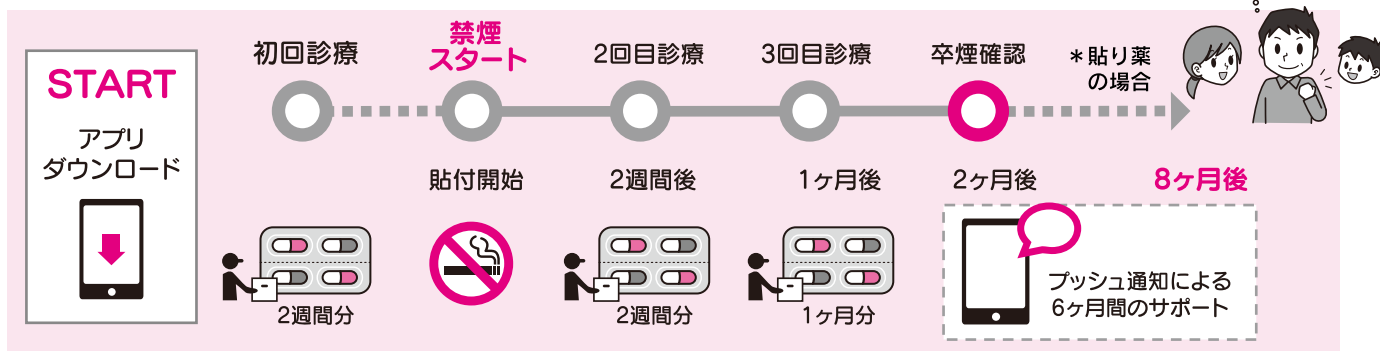 START
アプリ
ダウンロード
初回診療
禁煙
スタート
2回目診療
3回目診療
卒煙確認
＊貼り薬
の場合
貼付開始
2週間後
1ヶ月後
2ヶ月後
8ヶ月後
2週間分
2週間分
1ヶ月分
プッシュ通知による
6ヶ月間のサポート